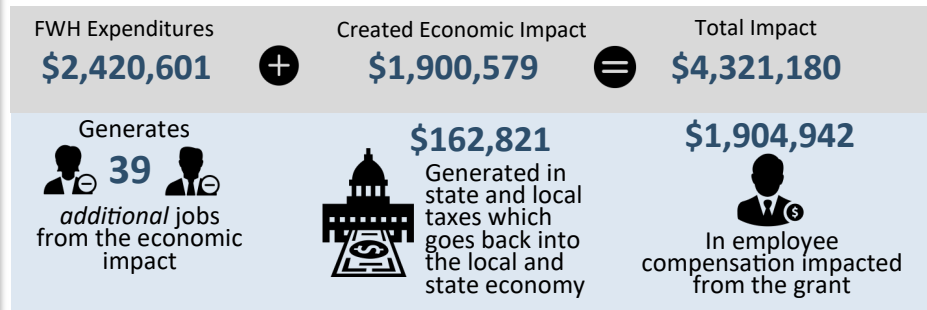 FWH Expenditures
$2,420,601
+
Created Economic Impact
$1,900,579
=
Total Impact
$4,321,180
Generates
39
additional jobs
from the economic
impact
$162,821
Generated in
state and local
taxes which
goes back into
the local and
state economy
$1,904,942
In employee
compensation impacted
from the grant